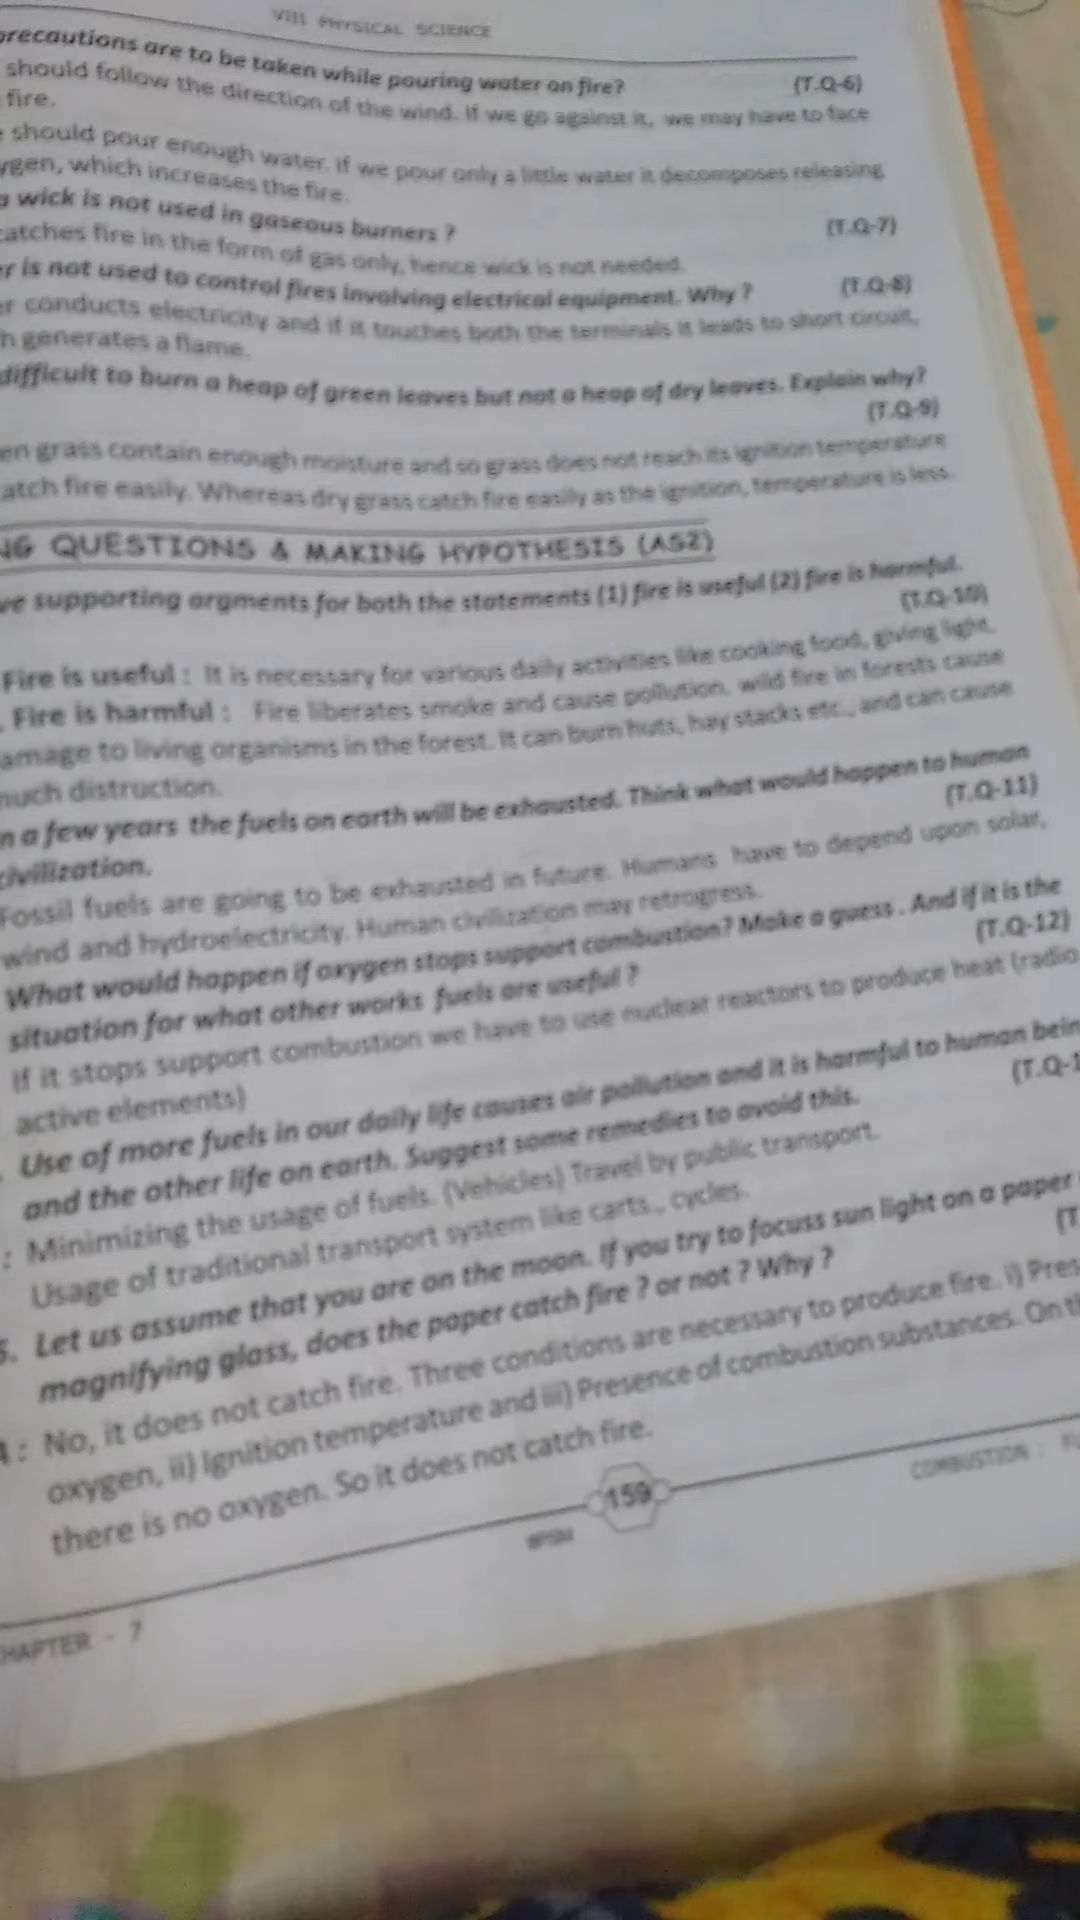 VIII PHYSICAL SCIENCE
precautions are to be taken while pouring water on fire? (T.Q-6)
should follow the direction of the wind. If we go against it, we may have to face
fire.
should pour enough water. If we pour only a little water it decomposes releasing
ygen, which increases the fire.
a wick is not used in gaseous burners ? (T.Q-7)
catches fire in the form of gas only, hence wick is not needed.
er is not used to control fires involving electrical equipment. Why ? (T.Q-8)
er conducts electricity and if it touches both the terminals it leads to short circuit,
h generates a flame.
difficult to burn a heap of green leaves but not a heap of dry leaves. Explain why?
(T.Q-9)
en grass contain enough moisture and so grass does not reach its ignition temperature
atch fire easily. Whereas dry grass catch fire easily as the ignition, temperature is less.
NG QUESTIONS & MAKING HYPOTHESIS (AS2)
ve supporting argments for both the statements (1) fire is useful (2) fire is harmful.
(T.Q-10)
Fire is useful : It is necessary for various daily activities like cooking food, giving light.
. Fire is harmful : Fire liberates smoke and cause pollution, wild fire in forests cause
amage to living organisms in the forest. It can burn huts, hay stacks etc., and can cause
much distruction.
n a few years the fuels on earth will be exhausted. Think what would happen to human
civilization. (T.Q-11)
Fossil fuels are going to be exhausted in future. Humans have to depend upon solar,
wind and hydroelectricity. Human civilization may retrogress.
What would happen if oxygen stops support combustion? Make a guess . And if it is the
situation for what other works fuels are useful ? (T.Q-12)
If it stops support combustion we have to use nuclear reactors to produce heat (radio
active elements)
. Use of more fuels in our daily life causes air pollution and it is harmful to human bein
and the other life on earth. Suggest some remedies to avoid this. (T.Q-1
: Minimizing the usage of fuels. (Vehicles) Travel by public transport.
Usage of traditional transport system like carts., cycles.
5. Let us assume that you are on the moon. If you try to focuss sun light on a paper
magnifying glass, does the paper catch fire ? or not ? Why ? (T
A : No, it does not catch fire. Three conditions are necessary to produce fire. i) Pres
oxygen, ii) Ignition temperature and iii) Presence of combustion substances. On th
there is no oxygen. So it does not catch fire.
159
COMBUSTION :
CHAPTER - 7